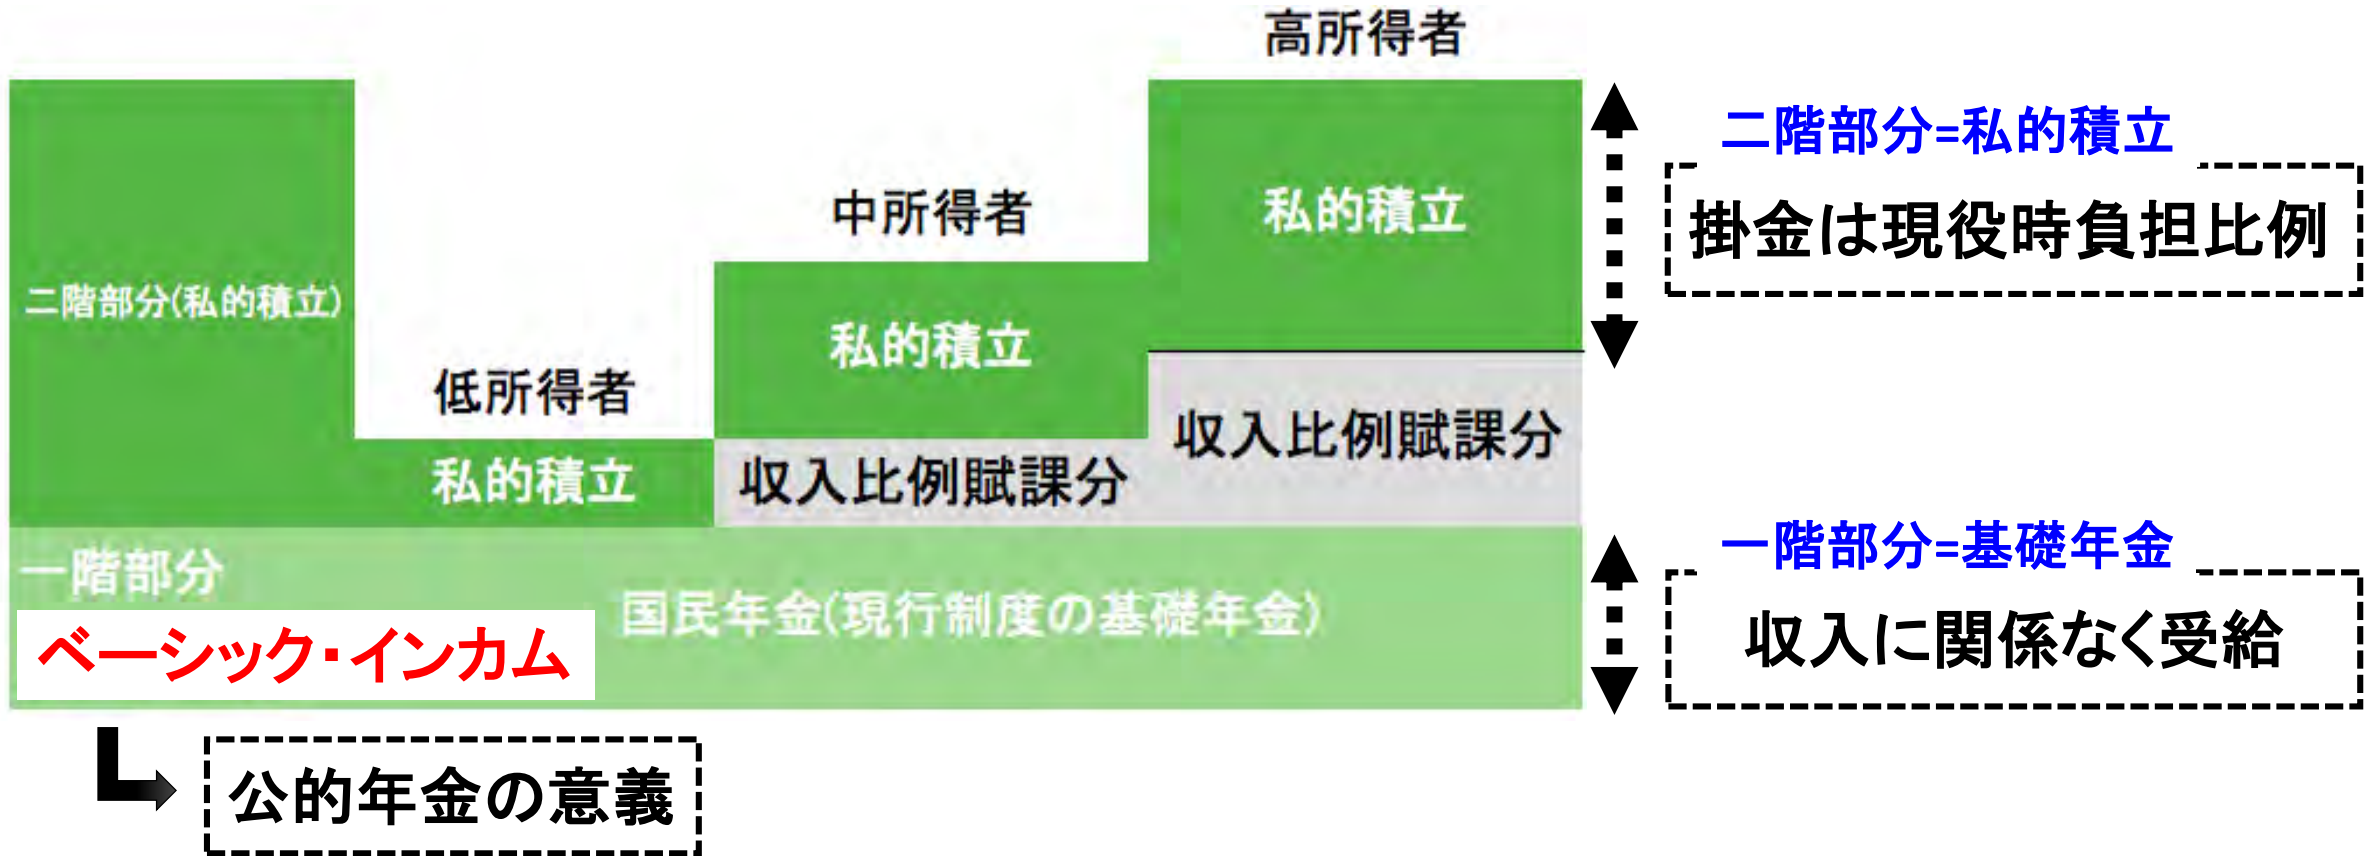 高所得者
二階部分=私的積立
掛金は現役時負担比例
中所得者
私的積立
二階部分(私的積立)
私的積立
低所得者
収入比例賦課分
私的積立
収入比例賦課分
一階部分
国民年金(現行制度の基礎年金)
ベーシック・インカム
一階部分=基礎年金
収入に関係なく受給
公的年金の意義